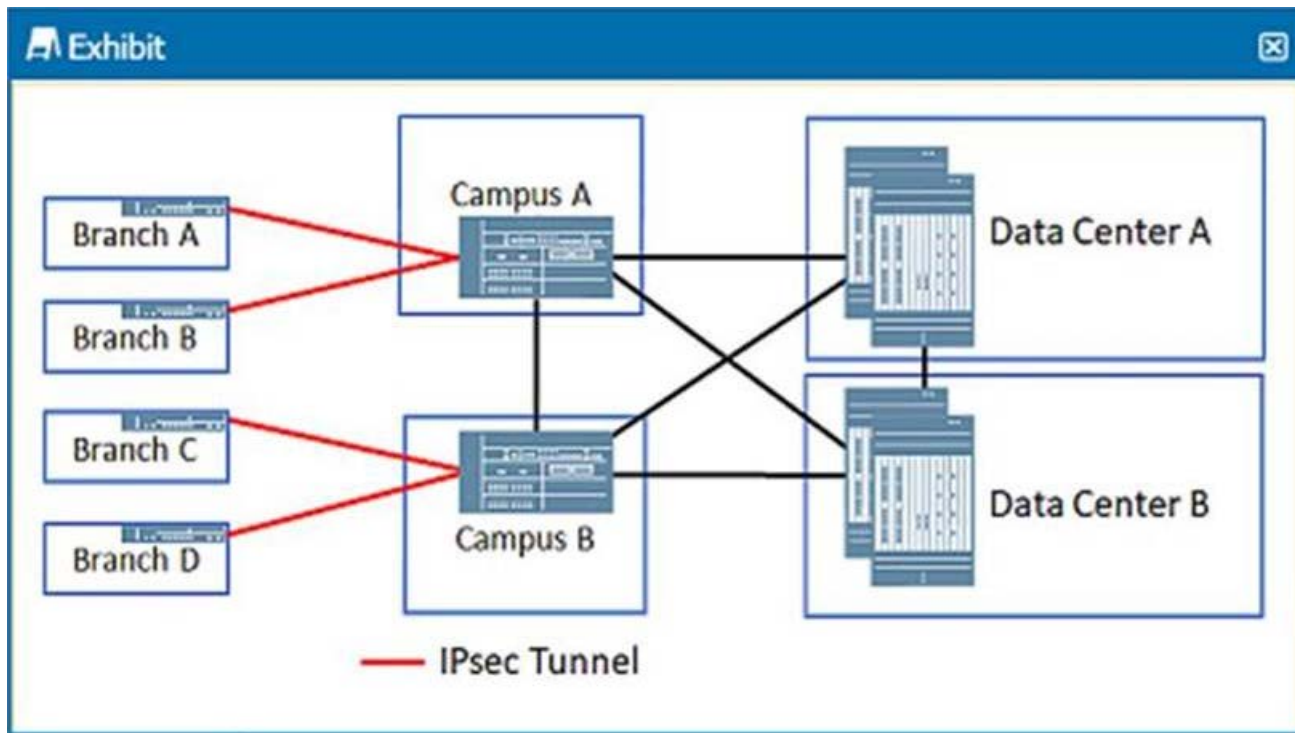 Exhibit
Campus A
Branch A
Data Center A
Branch B
Branch C
Data Center B
Campus B
Branch D
IPsec Tunnel